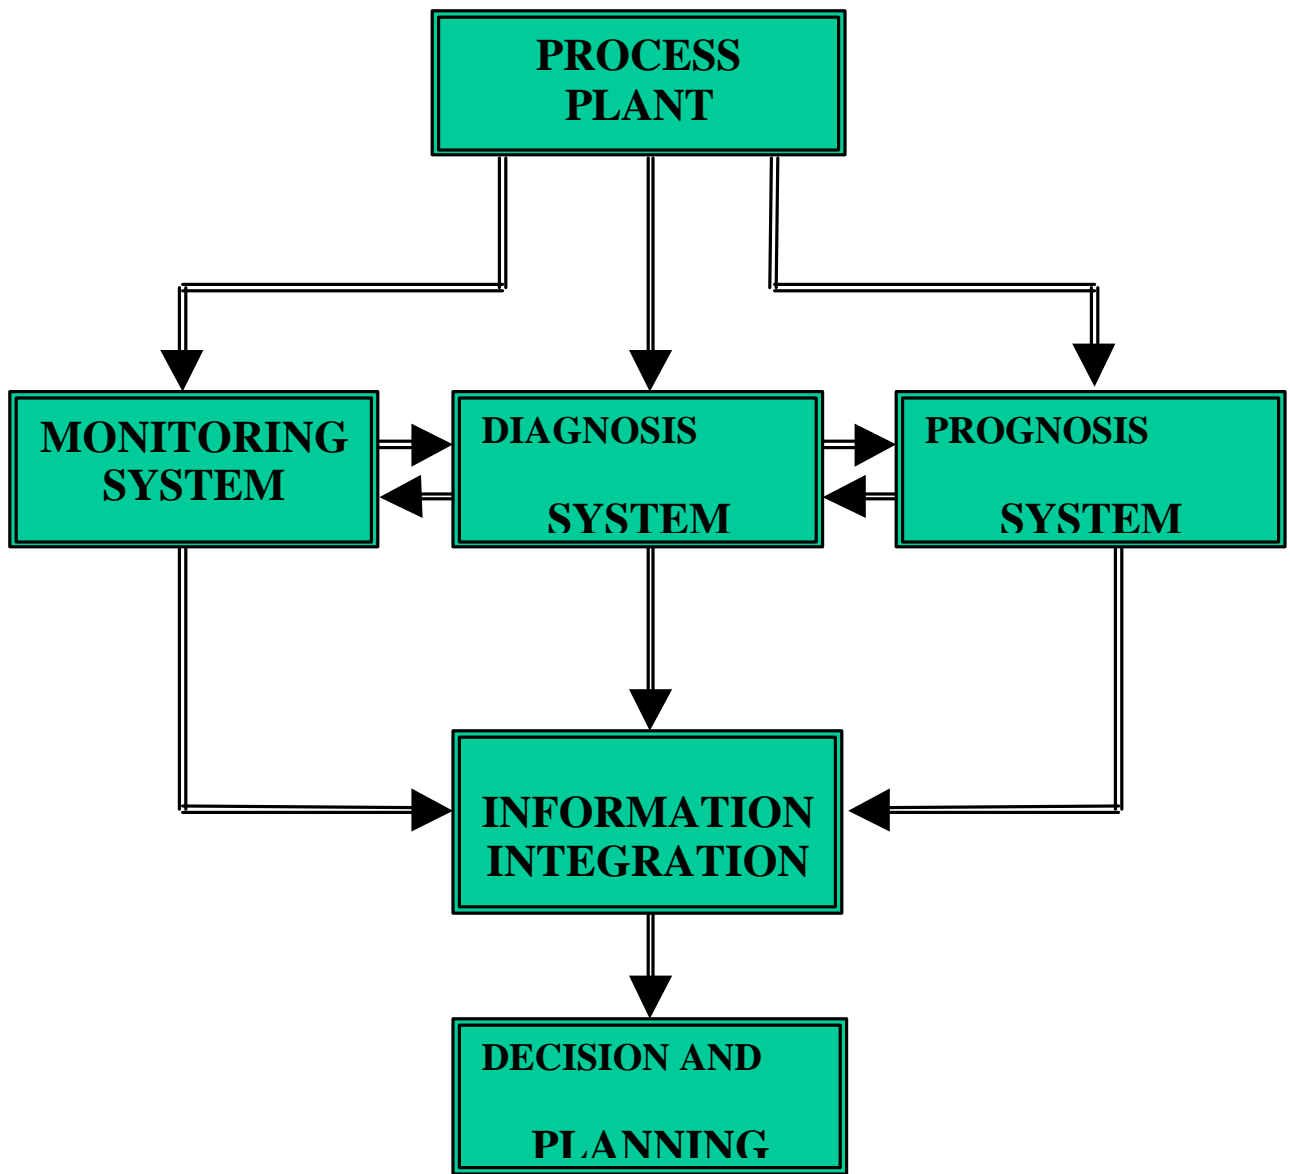 PROCESS
PLANT
MONITORING
SYSTEM
DIAGNOSIS
SYSTEM
PROGNOSIS
SYSTEM
INFORMATION
INTEGRATION
DECISION AND
PLANNING